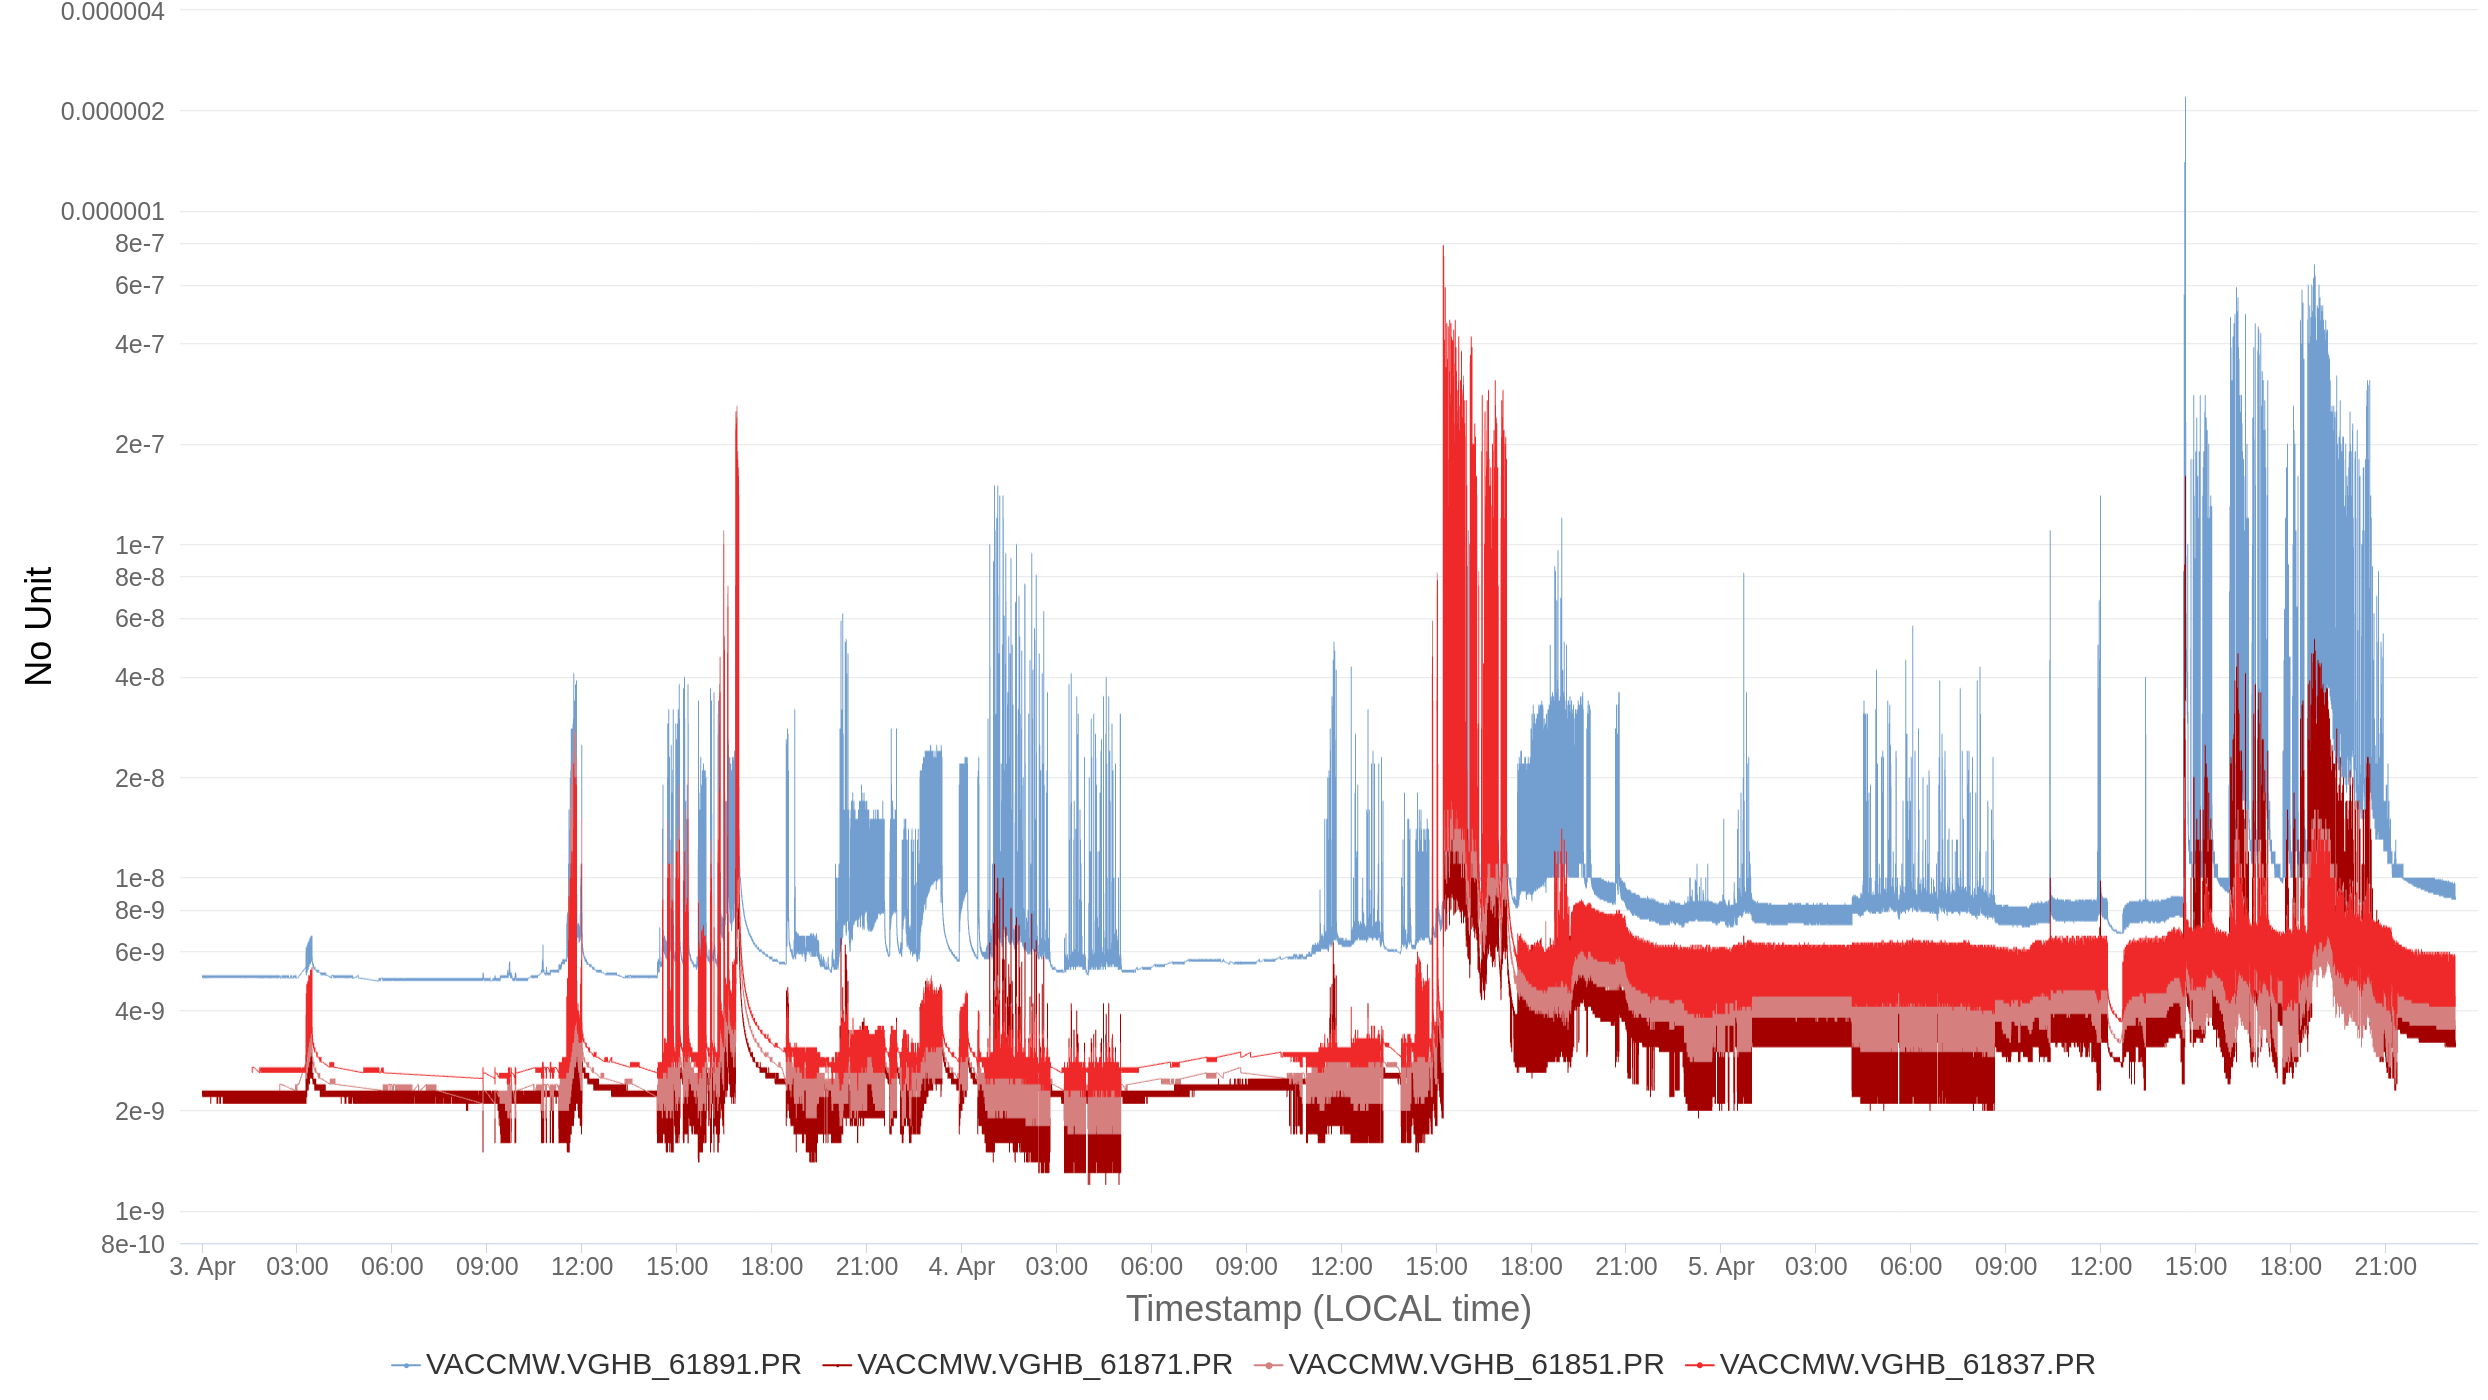 0.000004
0.000002
0.000001
8e-7
6e-7
4e-7
2e-7
1e-7
8e-8
6e-8
4e-8
2e-8
1e-8
8e-9
6e-9
4e-9
2e-9
1e-9
8e-10
No Unit
3. Apr 03:00 06:00 09:00 12:00 15:00 18:00 21:00 4. Apr 03:00 06:00 09:00 12:00 15:00 18:00 21:00 5. Apr 03:00 06:00 09:00 12:00 15:00 18:00 21:00
Timestamp (LOCAL time)
VACCMW.VGHB_61891.PR VACCMW.VGHB_61871.PR VACCMW.VGHB_61851.PR VACCMW.VGHB_61837.PR